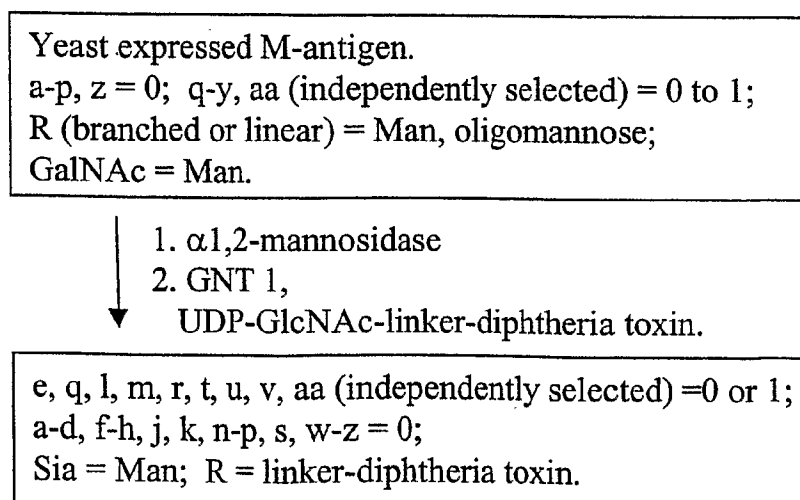 Yeast expressed M-antigen.
a-p, z = 0; q-y, aa (independently selected) = 0 to 1;
R (branched or linear) = Man, oligomannose;
GalNAc = Man.
1. α1,2-mannosidase
2. GNT 1,
UDP-GlcNAc-linker-diphtheria toxin.
e, q, l, m, r, t, u, v, aa (independently selected) =0 or 1;
a-d, f-h, j, k, n-p, s, w-z = 0;
Sia = Man; R = linker-diphtheria toxin.